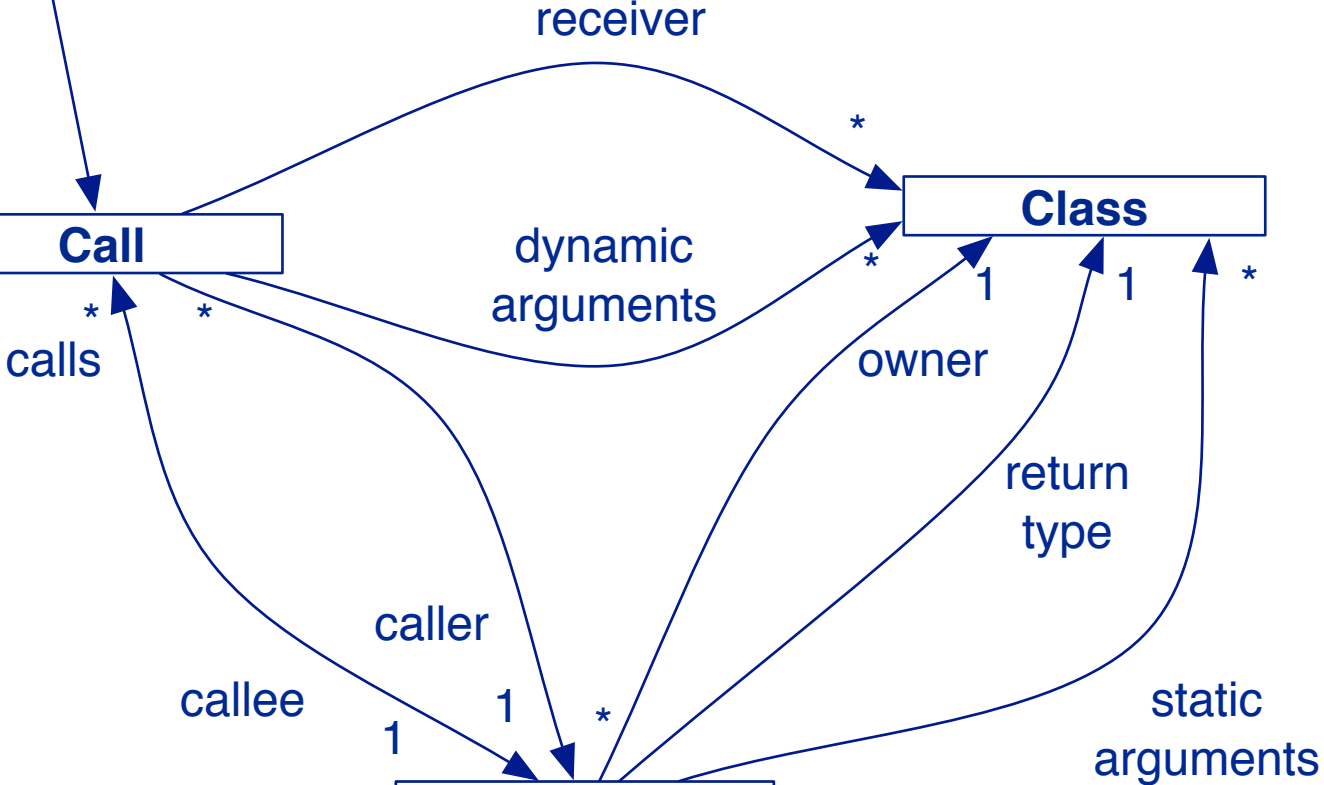 receiver
*
Class
Call
dynamic
arguments
*
1
1
*
*
*
calls
owner
return
type
caller
callee
1
1
*
static
arguments